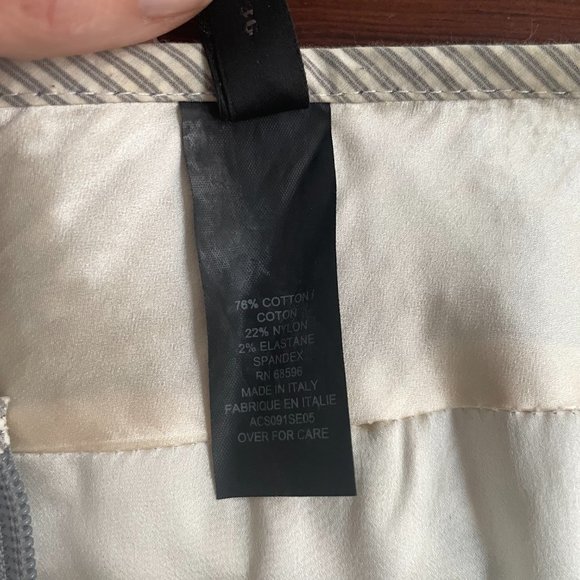 76% COTTON/
COTON
22% NYLON
2% ELASTANE
SPANDEX
RN 68596
MADE IN ITALY
FABRIQUE EN ITALIE
ACS091SE05
OVER FOR CARE